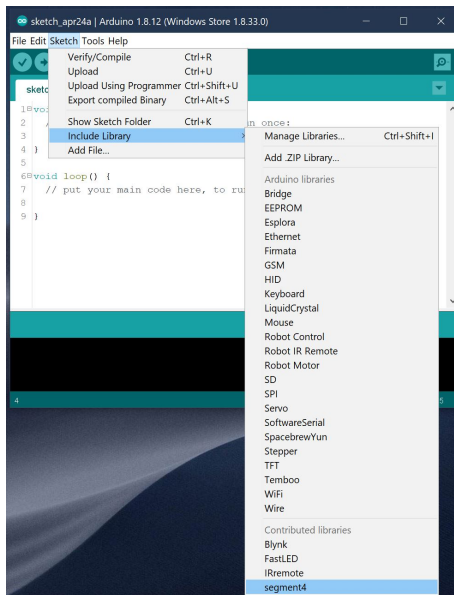 sketch_apr24a | Arduino 1.8.12 (Windows Store 1.8.33.0)
File Edit Sketch Tools Help
Verify/Compile Ctrl+R
Upload Ctrl+U
Upload Using Programmer Ctrl+Shift+U
Export compiled Binary Ctrl+Alt+S
Show Sketch Folder Ctrl+K
Include Library
Add File...
Manage Libraries... Ctrl+Shift+I
Add .ZIP Library...
Arduino libraries
Bridge
EEPROM
Esplora
Ethernet
Firmata
GSM
HID
Keyboard
LiquidCrystal
Mouse
Robot Control
Robot IR Remote
Robot Motor
SD
SPI
Servo
SoftwareSerial
SpacebrewYun
Stepper
TFT
Temboo
WiFi
Wire
Contributed libraries
Blynk
FastLED
IRremote
segment4
sketc
1 voi
2 / in once:
3
4 }
5
6 void loop() {
7 // put your main code here, to ru
8
9 }
4
5